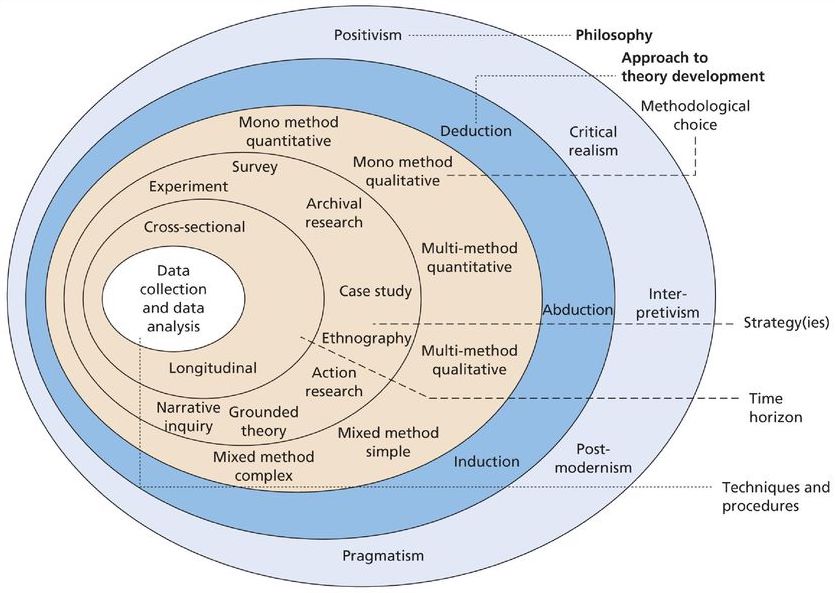 Positivism
Philosophy
Approach to
theory development
Methodological
choice
Mono method
quantitative
Deduction
Critical
realism
Mono method
qualitative
Survey
Experiment
Archival
research
Cross-sectional
Multi-method
quantitative
Data
collection
and data
analysis
Case study
Abduction
Inter-
pretivism
Strategy(ies)
Ethnography
Multi-method
qualitative
Longitudinal
Action
research
Time
horizon
Narrative
inquiry
Grounded
theory
Mixed method
simple
Mixed method
complex
Induction
Post-
modernism
Techniques and
procedures
Pragmatism